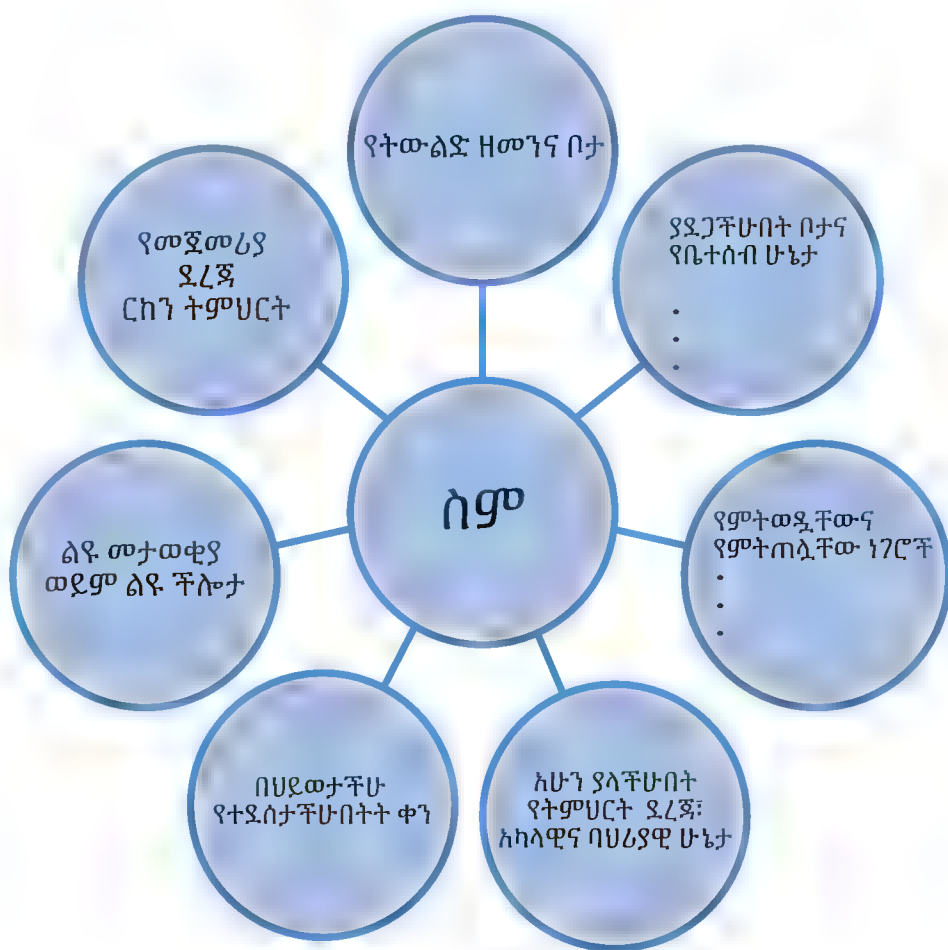 የትውልድ ዘመንና ቦታ
ያደጋችሁበት ቦታና
የቤተሰብ ሁኔታ
•
•
•
የምትወዷቸውና
የምትጠሏቸው ነገሮች
•
•
•
አሁን ያላችሁበት
የትምህርት ደረጃ፣
አካላዊና ባህሪያዊ ሁኔታ
በህይወታችሁ
የተደሰታችሁበትት ቀን
ልዩ መታወቂያ
ወይም ልዩ ችሎታ
የመጀመሪያ
ደረጃ
ርከን ትምህርት
ስም